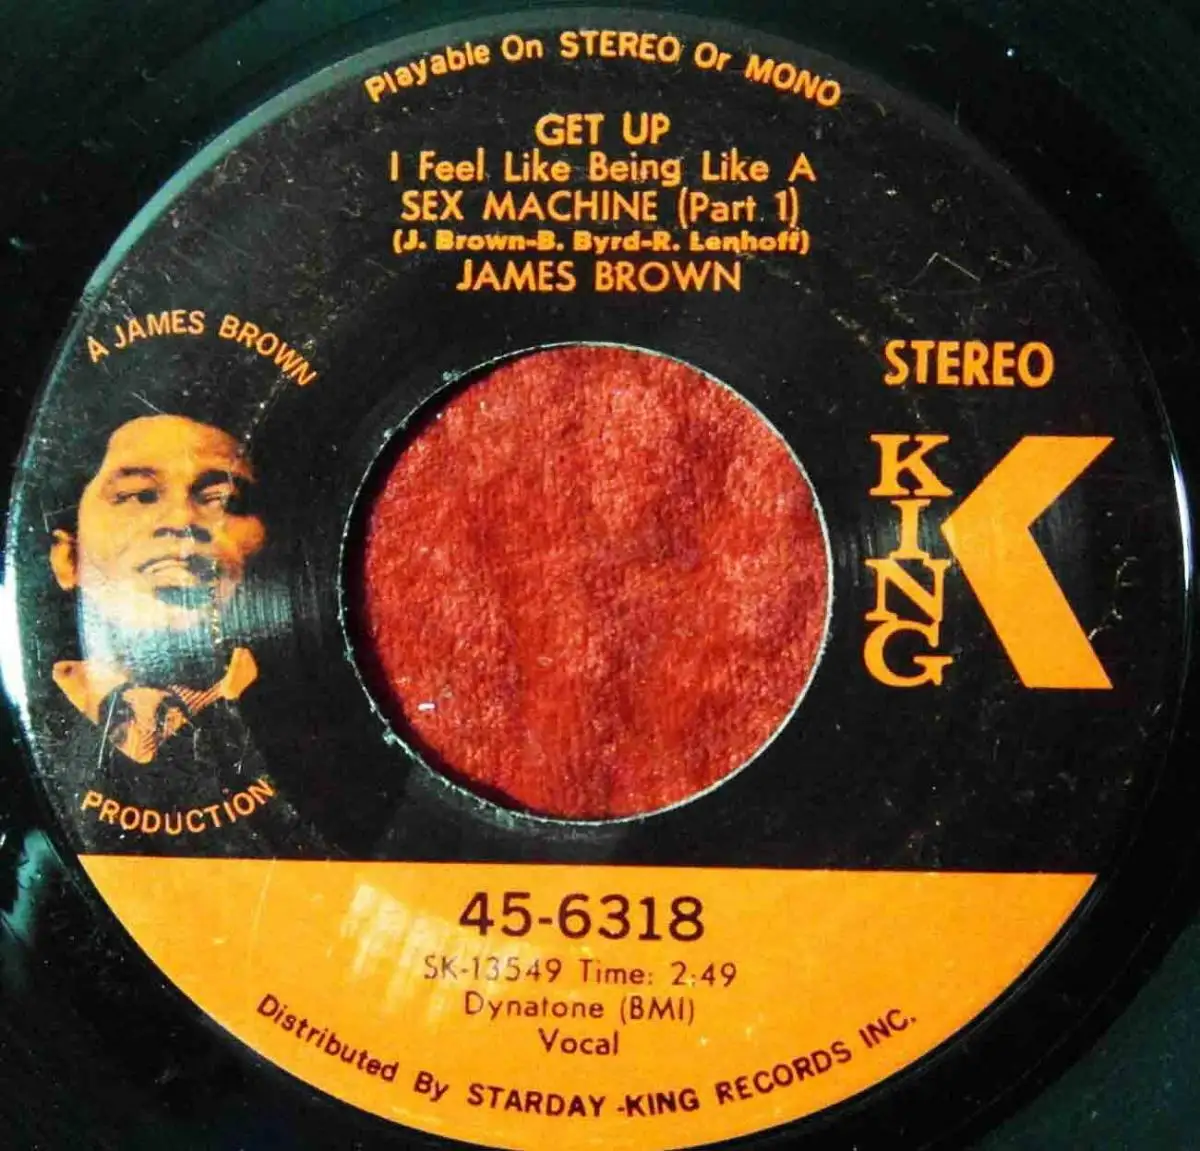 Playable On STEREO Or MONO
GET UP
I Feel Like Being Like A
SEX MACHINE (Part 1)
(J. Brown-B. Byrd-R. Lenhoff)
JAMES BROWN
A JAMES BROWN
PRODUCTION
STEREO
KING
45-6318
SK-13549 Time: 2:49
Dynatone (BMI)
Vocal
Distributed By STARDAY-KING RECORDS INC.